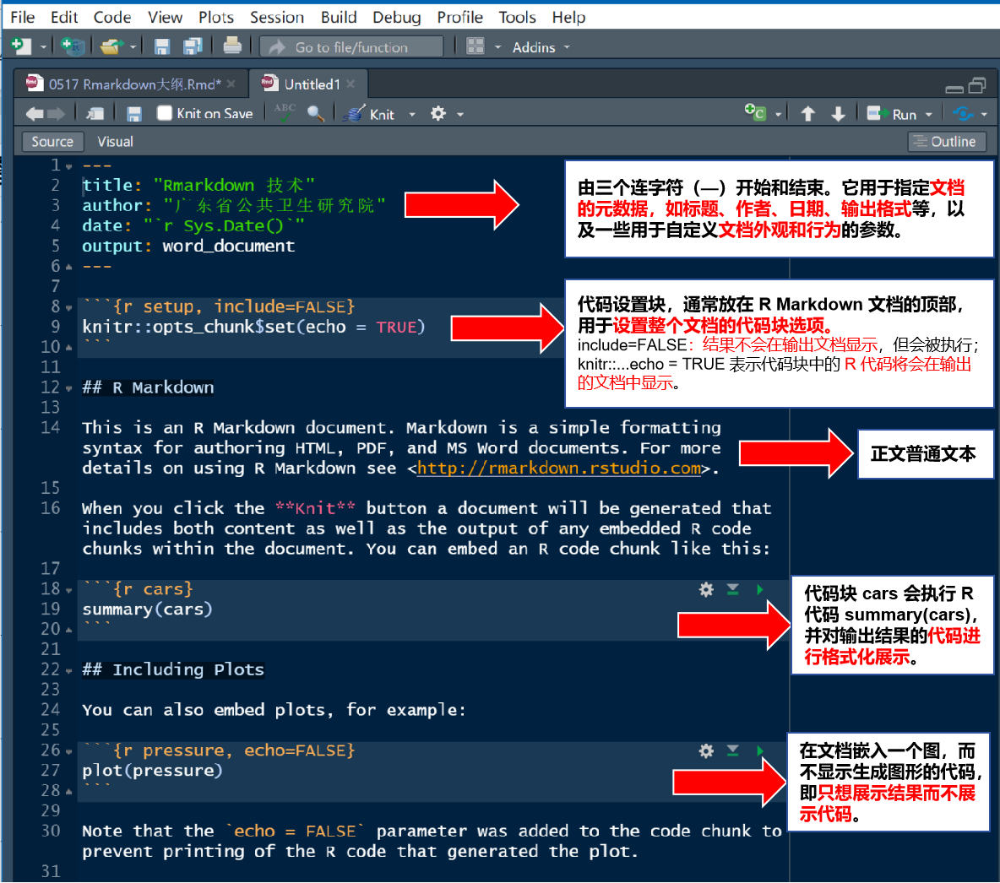 File Edit Code View Plots Session Build Debug Profile Tools Help
Go to file/function Addins
0517 Rmarkdown大纲.Rmd* × Untitled1 ×
Knit on Save ABC Knit C Run
Source Visual Outline
1 ---
2 title: "Rmarkdown 技术"
3 author: "广东省公共卫生研究院"
4 date: "`r Sys.Date()`"
5 output: word_document
6 ---
7
由三个连字符（—）开始和结束。它用于指定文档
的元数据，如标题、作者、日期、输出格式等，以
及一些用于自定义文档外观和行为的参数。
8 ```{r setup, include=FALSE}
9 knitr::opts_chunk$set(echo = TRUE)
10 ```
11
代码设置块，通常放在 R Markdown 文档的顶部，
用于设置整个文档的代码块选项。
include=FALSE：结果不会在输出文档显示，但会被执行；
knitr::...echo = TRUE 表示代码块中的 R 代码将会在输出
的文档中显示。
12 ## R Markdown
13
14 This is an R Markdown document. Markdown is a simple formatting
syntax for authoring HTML, PDF, and MS Word documents. For more
details on using R Markdown see <http://rmarkdown.rstudio.com>.
正文普通文本
15
16 When you click the **Knit** button a document will be generated that
includes both content as well as the output of any embedded R code
chunks within the document. You can embed an R code chunk like this:
17
18 ```{r cars}
19 summary(cars)
20 ```
21
代码块 cars 会执行 R
代码 summary(cars)，
并对输出结果的代码进
行格式化展示。
22 ## Including Plots
23
24 You can also embed plots, for example:
25
26 ```{r pressure, echo=FALSE}
27 plot(pressure)
28 ```
29
在文档嵌入一个图，而
不显示生成图形的代码，
即只想展示结果而不展
示代码。
30 Note that the `echo = FALSE` parameter was added to the code chunk to
prevent printing of the R code that generated the plot.
31